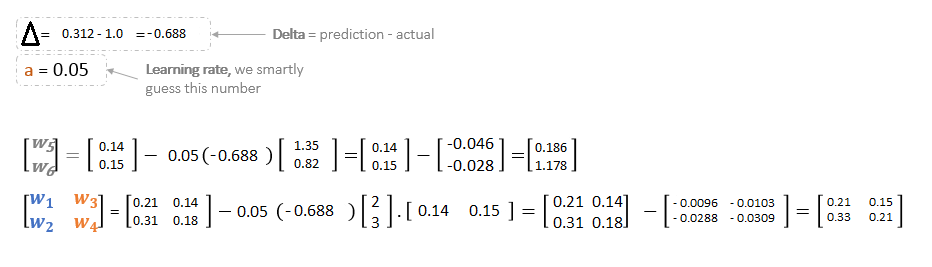 Δ= 0.312 - 1.0 =-0.688 Delta = prediction - actual
a = 0.05 Learning rate, we smartly
guess this number
[w5 w6] = [0.14 0.15] − 0.05 (-0.688 ) [1.35 0.82] = [0.14 0.15] − [-0.046 -0.028] = [0.186 1.178]
[w1 w3 w2 w4] = [0.21 0.14 0.31 0.18] − 0.05 (-0.688 ) [2 3] . [ 0.14 0.15 ] = [0.21 0.14 0.31 0.18] − [-0.0096 -0.0103 -0.0288 -0.0309] = [0.21 0.15 0.33 0.21]